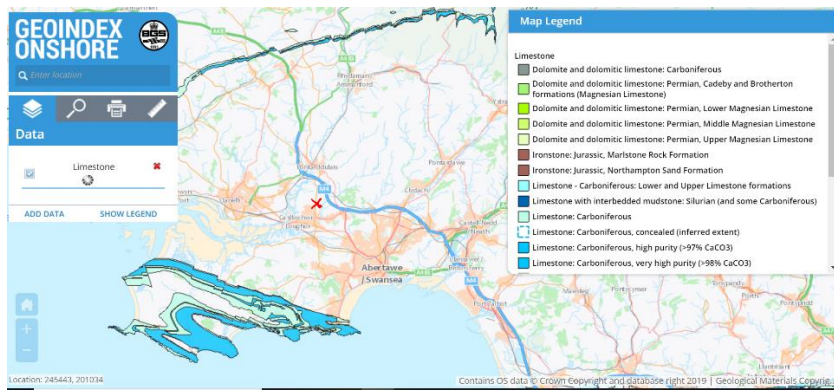 GEOINDEX
ONSHORE
BGS
Enter location
Data
Limestone
ADD DATA SHOW LEGEND
Map Legend
Limestone
Dolomite and dolomitic limestone: Carboniferous
Dolomite and dolomitic limestone: Permian, Cadeby and Brotherton
formations (Magnesian Limestone)
Dolomite and dolomitic limestone: Permian, Lower Magnesian Limestone
Dolomite and dolomitic limestone: Permian, Middle Magnesian Limestone
Dolomite and dolomitic limestone: Permian, Upper Magnesian Limestone
Ironstone: Jurassic, Marlstone Rock Formation
Ironstone: Jurassic, Northampton Sand Formation
Limestone - Carboniferous: Lower and Upper Limestone formations
Limestone with interbedded mudstone: Silurian (and some Carboniferous)
Limestone: Carboniferous
Limestone: Carboniferous, concealed (inferred extent)
Limestone: Carboniferous, high purity (>97% CaCO3)
Limestone: Carboniferous, very high purity (>98% CaCO3)
Pontardawe
Clydach
M4
Abertawe
/ Swansea
M4
Location: 245443, 201034
Contains OS data © Crown Copyright and database right 2019 | Geological Materials Copyrig